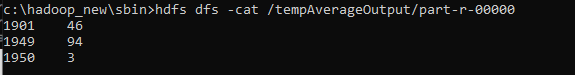 c:\hadoop_new\sbin>hdfs dfs -cat /tempAverageOutput/part-r-00000
1901    46
1949    94
1950    3